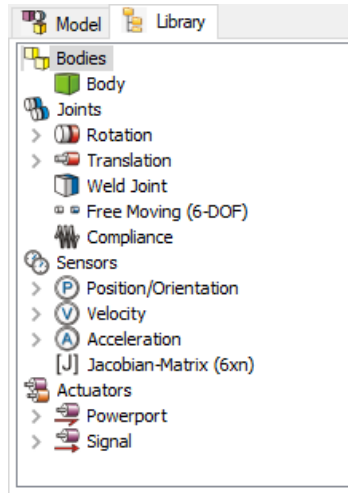 Model Library
Bodies
Body
Joints
Rotation
Translation
Weld Joint
Free Moving (6-DOF)
Compliance
Sensors
P Position/Orientation
V Velocity
A Acceleration
[J] Jacobian-Matrix (6xn)
Actuators
Powerport
Signal